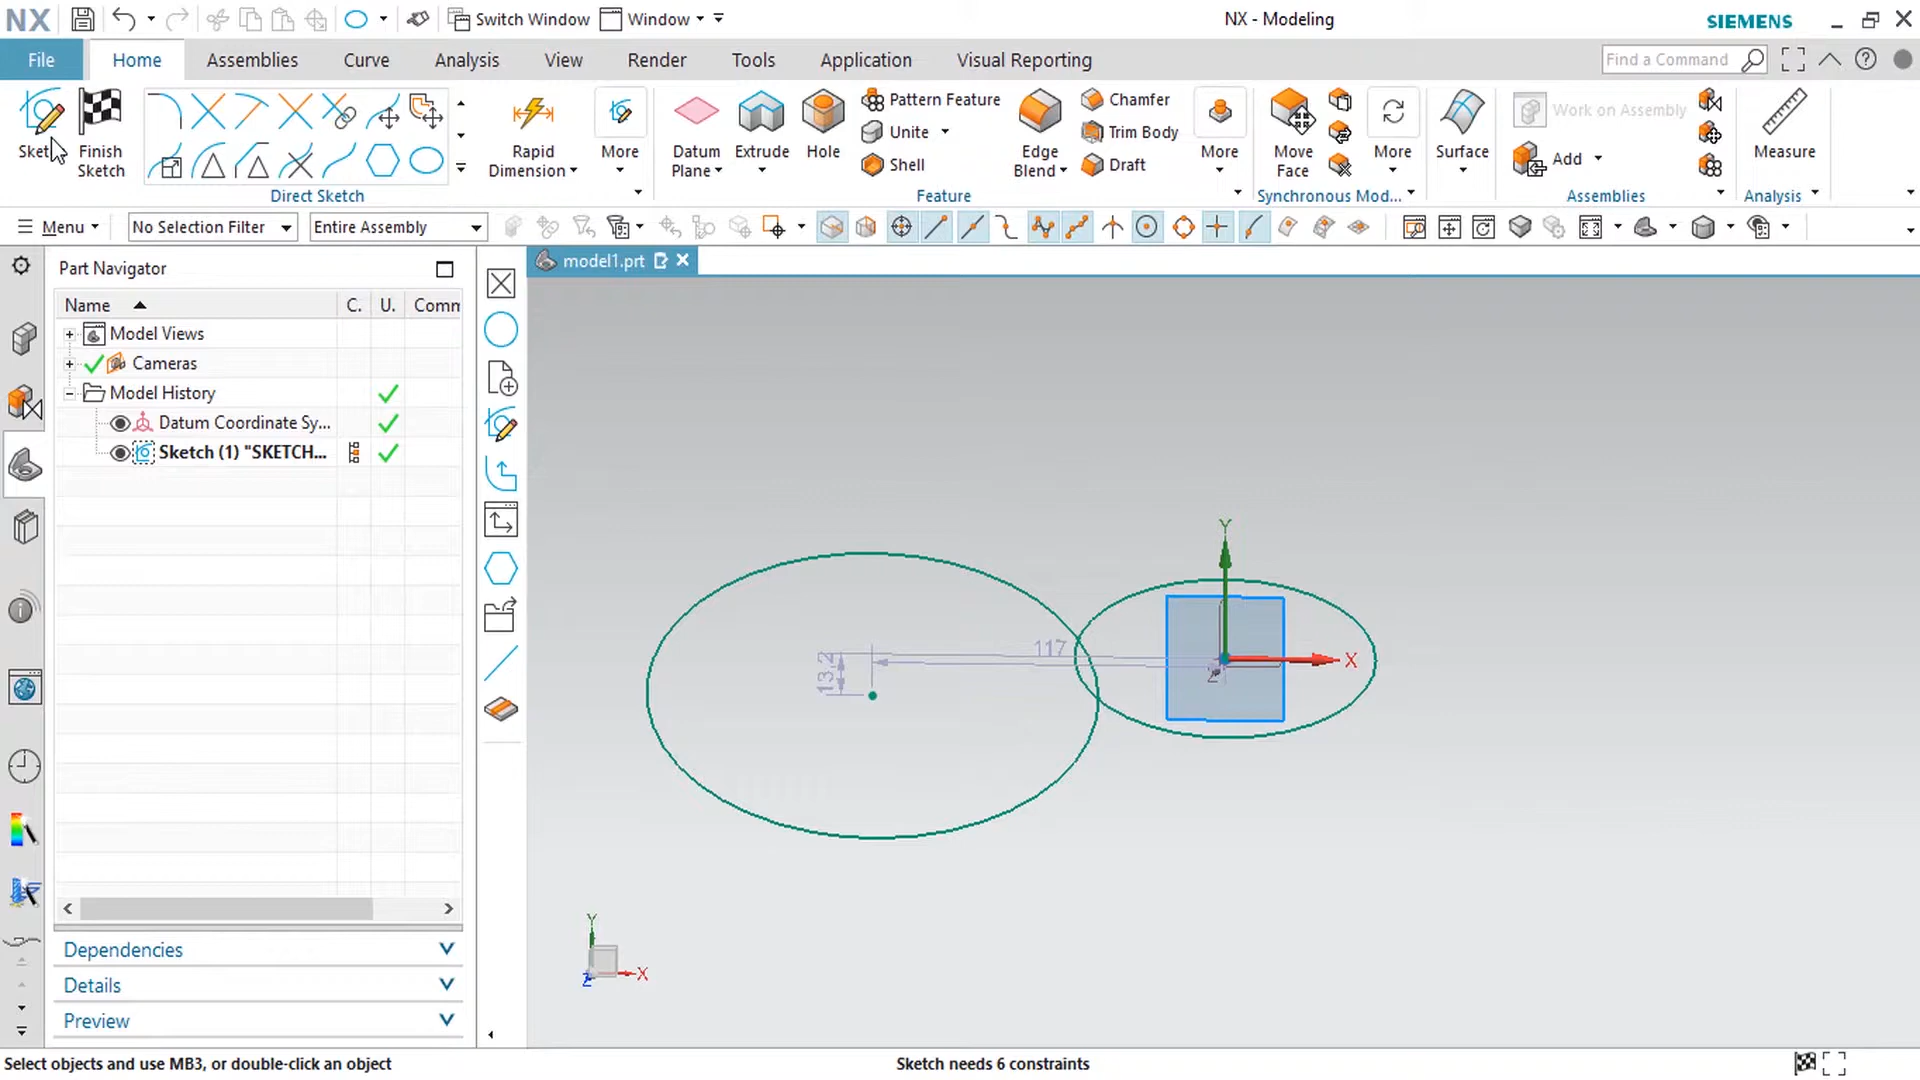 NX
Switch Window
Window
NX - Modeling
SIEMENS
File
Home
Assemblies
Curve
Analysis
View
Render
Tools
Application
Visual Reporting
Find a Command
Sketch
Finish
Sketch
Direct Sketch
Rapid
Dimension
More
Datum
Plane
Extrude
Hole
Pattern Feature
Unite
Shell
Feature
Edge
Blend
Chamfer
Trim Body
Draft
More
Move
Face
More
Synchronous Mod...
Surface
Work on Assembly
Add
Assemblies
Measure
Analysis
Menu
No Selection Filter
Entire Assembly
Part Navigator
model1.prt
Name
C.
U.
Comm
Model Views
Cameras
Model History
Datum Coordinate Sy...
Sketch (1) "SKETCH...
Y
117
13,2
X
Z
Y
X
Z
Dependencies
Details
Preview
Select objects and use MB3, or double-click an object
Sketch needs 6 constraints